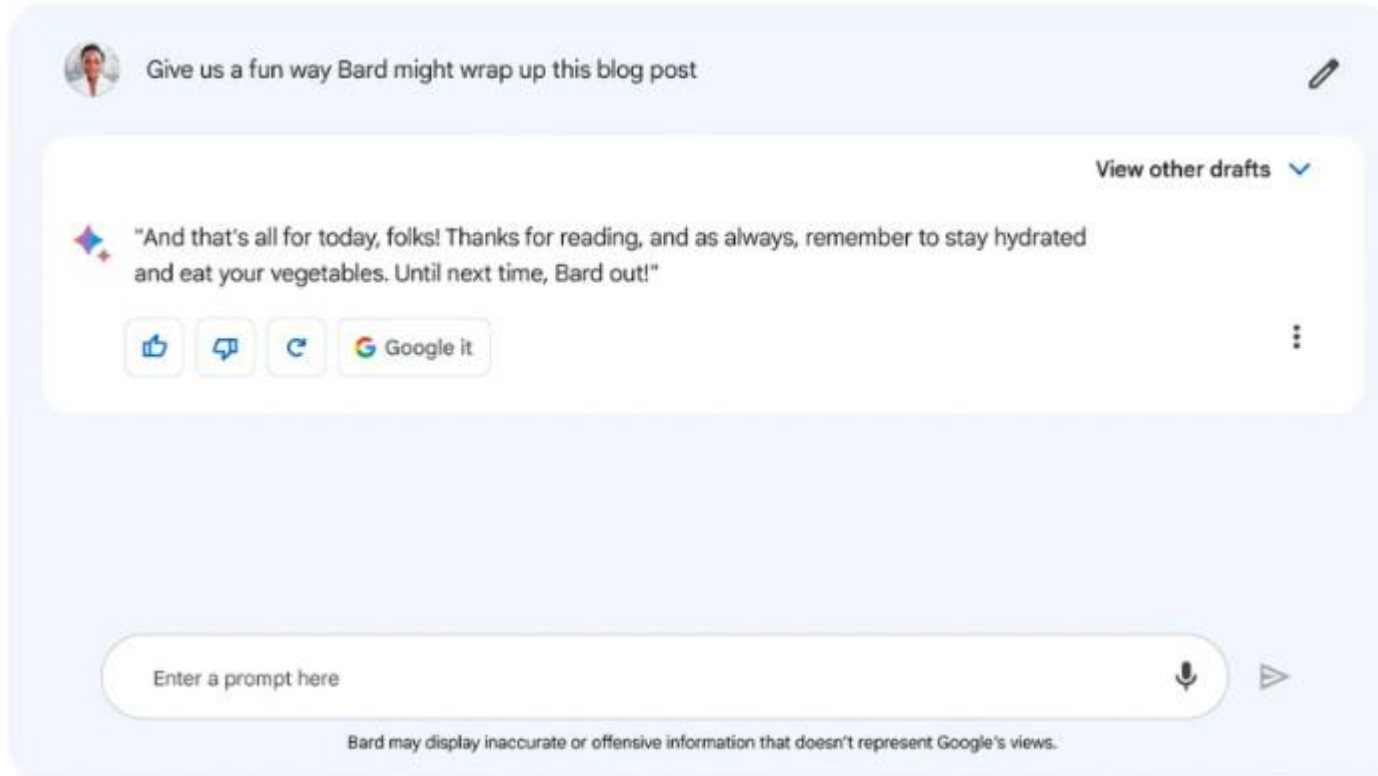 Give us a fun way Bard might wrap up this blog post
View other drafts
"And that's all for today, folks! Thanks for reading, and as always, remember to stay hydrated
and eat your vegetables. Until next time, Bard out!"
Google it
Enter a prompt here
Bard may display inaccurate or offensive information that doesn't represent Google's views.